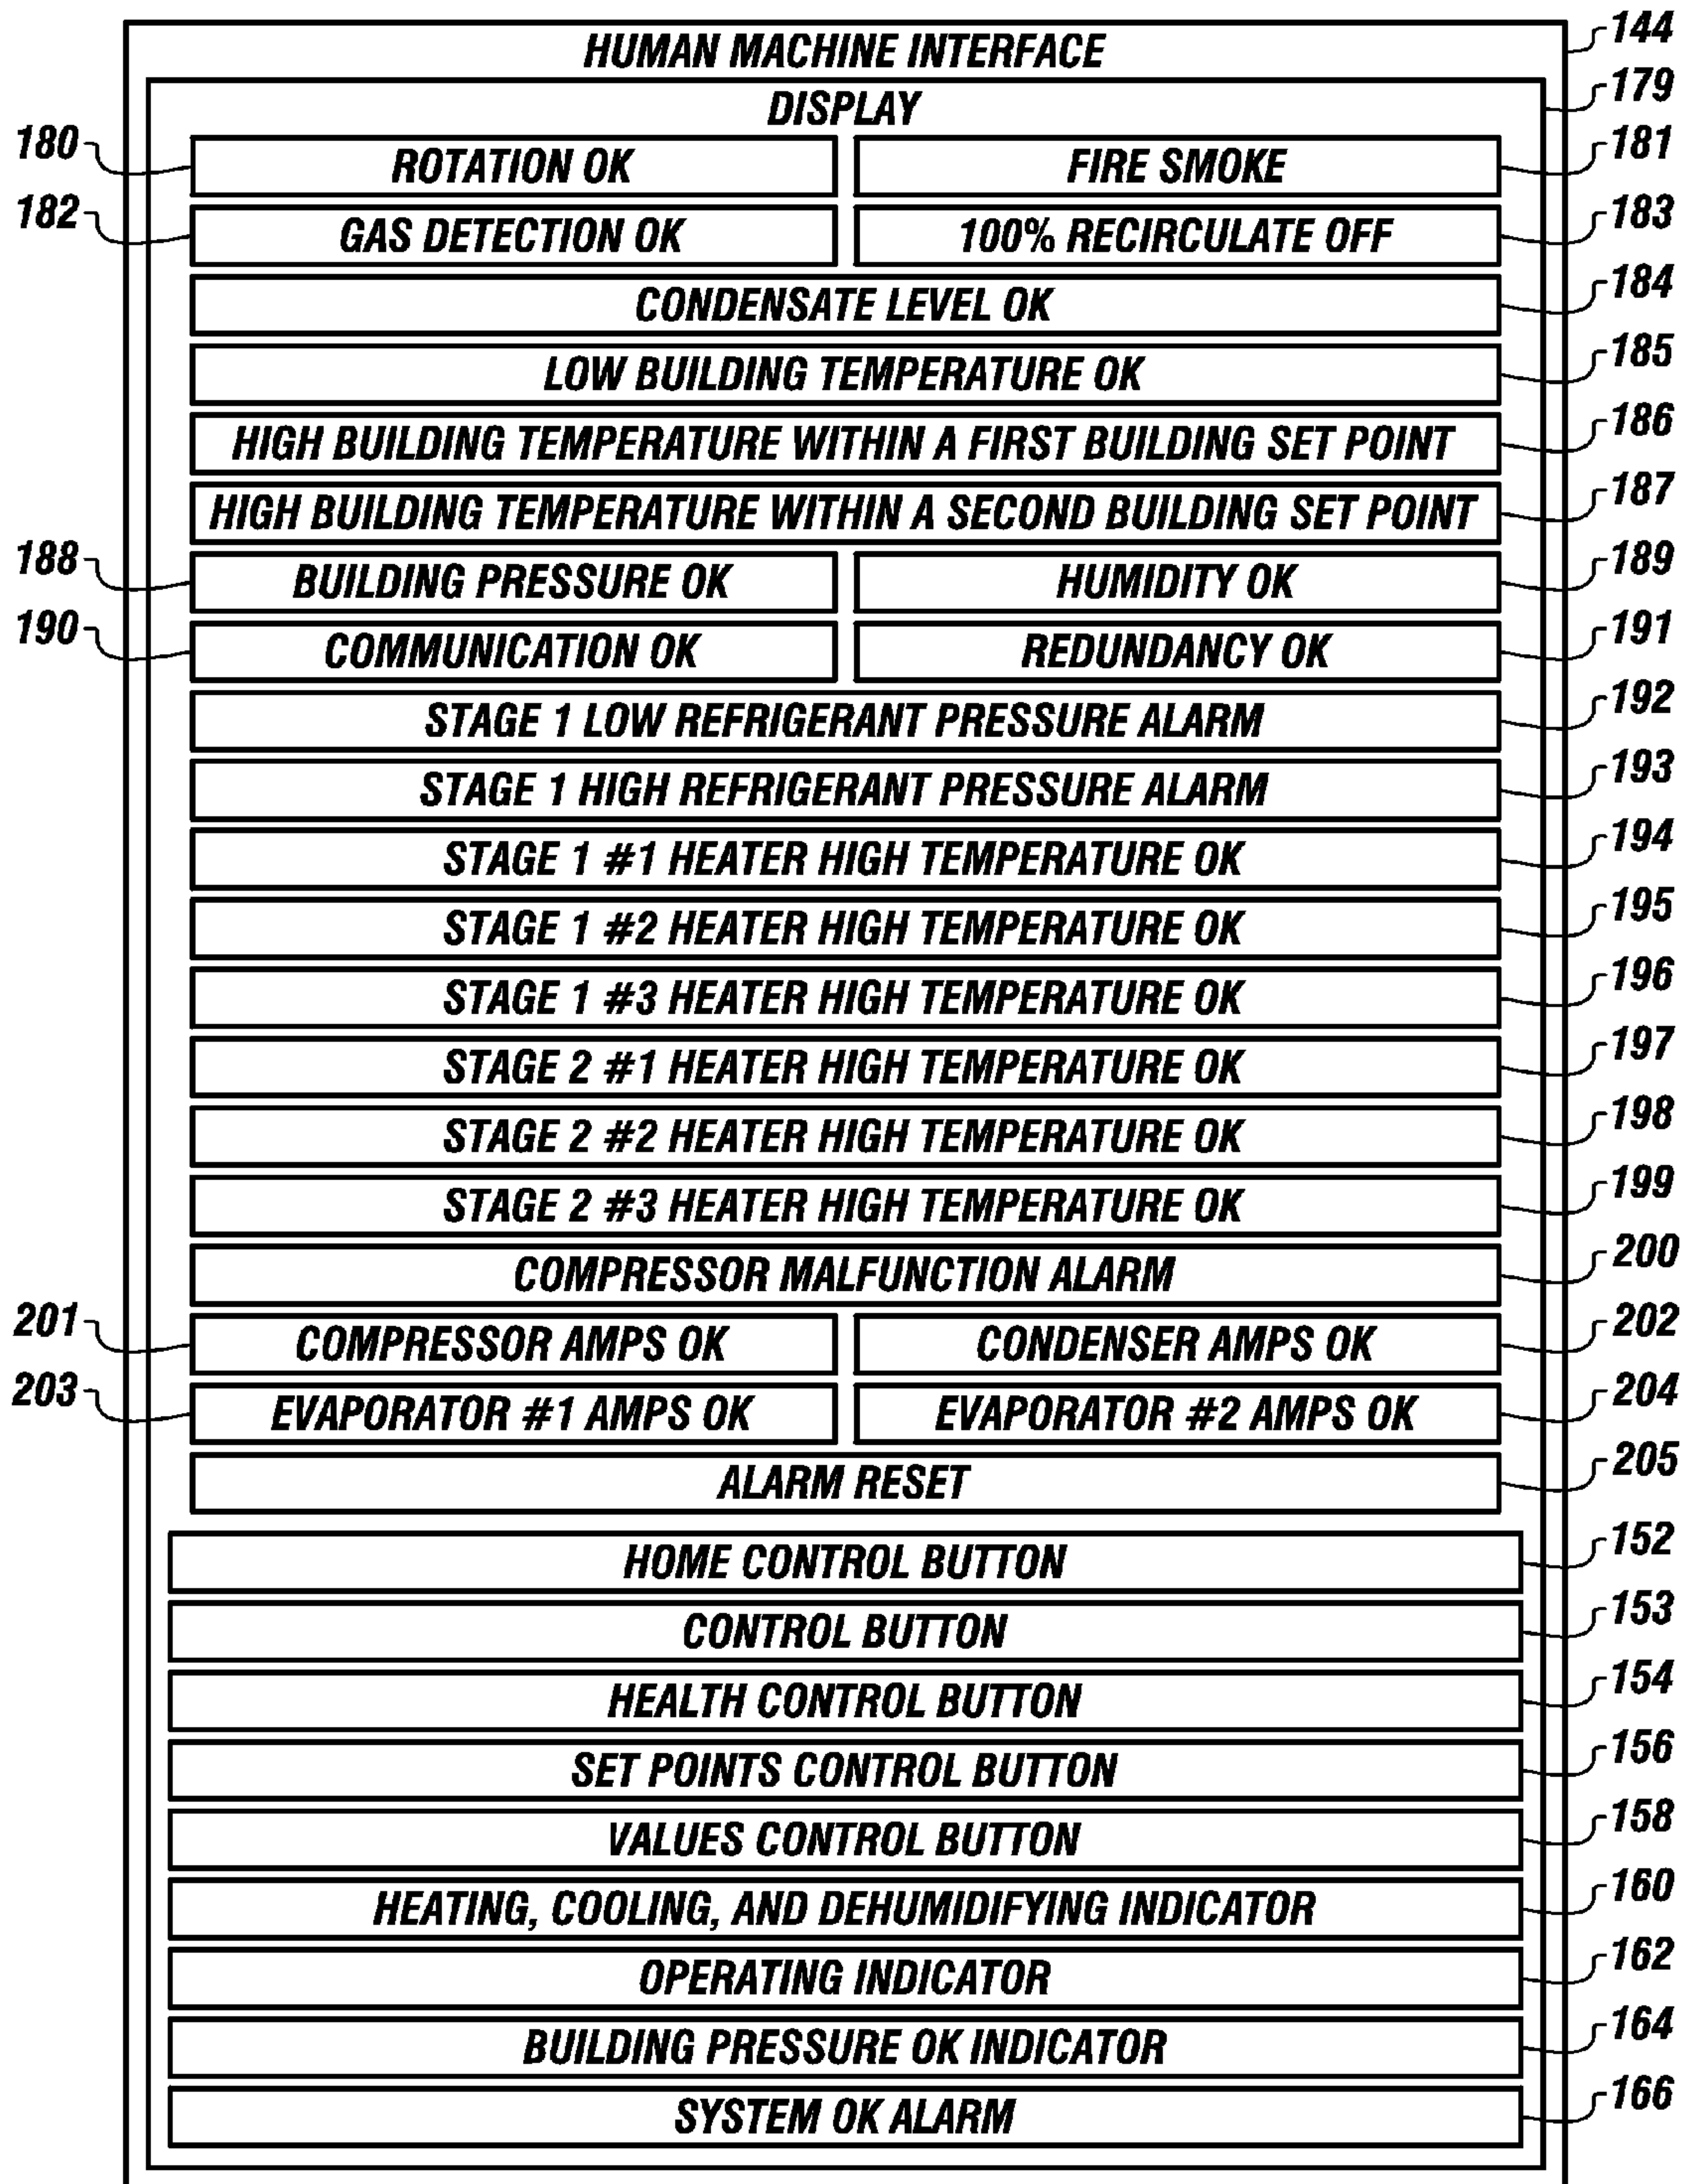 HUMAN MACHINE INTERFACE 144
DISPLAY 179
180 ROTATION OK FIRE SMOKE 181
182 GAS DETECTION OK 100% RECIRCULATE OFF 183
CONDENSATE LEVEL OK 184
LOW BUILDING TEMPERATURE OK 185
HIGH BUILDING TEMPERATURE WITHIN A FIRST BUILDING SET POINT 186
HIGH BUILDING TEMPERATURE WITHIN A SECOND BUILDING SET POINT 187
188 BUILDING PRESSURE OK HUMIDITY OK 189
190 COMMUNICATION OK REDUNDANCY OK 191
STAGE 1 LOW REFRIGERANT PRESSURE ALARM 192
STAGE 1 HIGH REFRIGERANT PRESSURE ALARM 193
STAGE 1 #1 HEATER HIGH TEMPERATURE OK 194
STAGE 1 #2 HEATER HIGH TEMPERATURE OK 195
STAGE 1 #3 HEATER HIGH TEMPERATURE OK 196
STAGE 2 #1 HEATER HIGH TEMPERATURE OK 197
STAGE 2 #2 HEATER HIGH TEMPERATURE OK 198
STAGE 2 #3 HEATER HIGH TEMPERATURE OK 199
COMPRESSOR MALFUNCTION ALARM 200
201 COMPRESSOR AMPS OK CONDENSER AMPS OK 202
203 EVAPORATOR #1 AMPS OK EVAPORATOR #2 AMPS OK 204
ALARM RESET 205
HOME CONTROL BUTTON 152
CONTROL BUTTON 153
HEALTH CONTROL BUTTON 154
SET POINTS CONTROL BUTTON 156
VALUES CONTROL BUTTON 158
HEATING, COOLING, AND DEHUMIDIFYING INDICATOR 160
OPERATING INDICATOR 162
BUILDING PRESSURE OK INDICATOR 164
SYSTEM OK ALARM 166